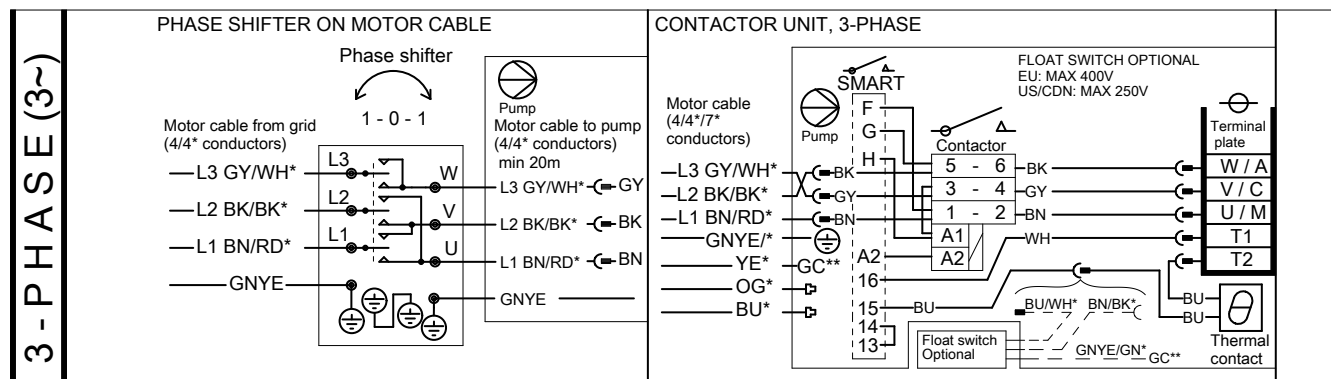 3 - PHASE (3~)
PHASE SHIFTER ON MOTOR CABLE
Phase shifter
1 - 0 - 1
Motor cable from grid
(4/4* conductors)
L3 GY/WH*
L2 BK/BK*
L1 BN/RD*
GNYE
L3
L2
L1
W
V
U
Pump
Motor cable to pump
(4/4* conductors)
min 20m
L3 GY/WH*
GY
L2 BK/BK*
BK
L1 BN/RD*
BN
GNYE
CONTACTOR UNIT, 3-PHASE
Motor cable
(4/4*/7*
conductors)
L3 GY/WH*
L2 BK/BK*
L1 BN/RD*
GNYE/*
YE*
OG*
BU*
Pump
BK
GY
BN
GC**
SMART
F
G
H
A2
16
15
14
13
FLOAT SWITCH OPTIONAL
EU: MAX 400V
US/CDN: MAX 250V
Contactor
5 - 6
3 - 4
1 - 2
A1
A2
BK
GY
BN
WH
BU
Terminal
plate
W / A
V / C
U / M
T1
T2
BU/WH*
BN/BK*
BU
BU
Float switch
Optional
GNYE/GN*
GC**
Thermal
contact